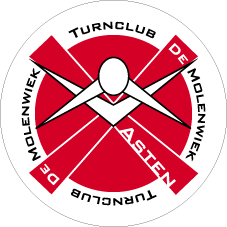 TURNCLUB
DE MOLENWIEK
TURNCLUB
DE MOLENWIEK
ASTEN